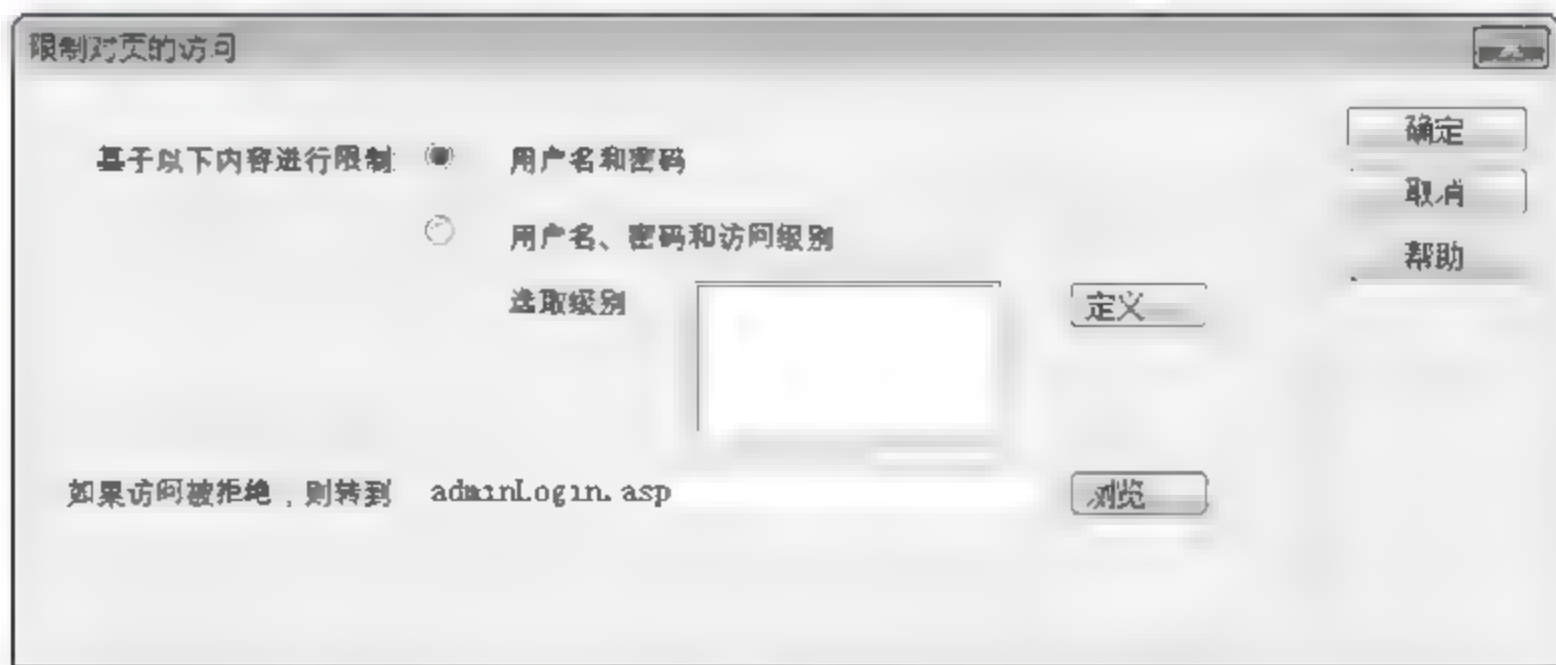 限制对页的访问
基于以下内容进行限制: 用户名和密码
用户名、密码和访问级别
选取级别
定义
如果访问被拒绝，则转到 adminLogin.asp
浏览
确定
取消
帮助